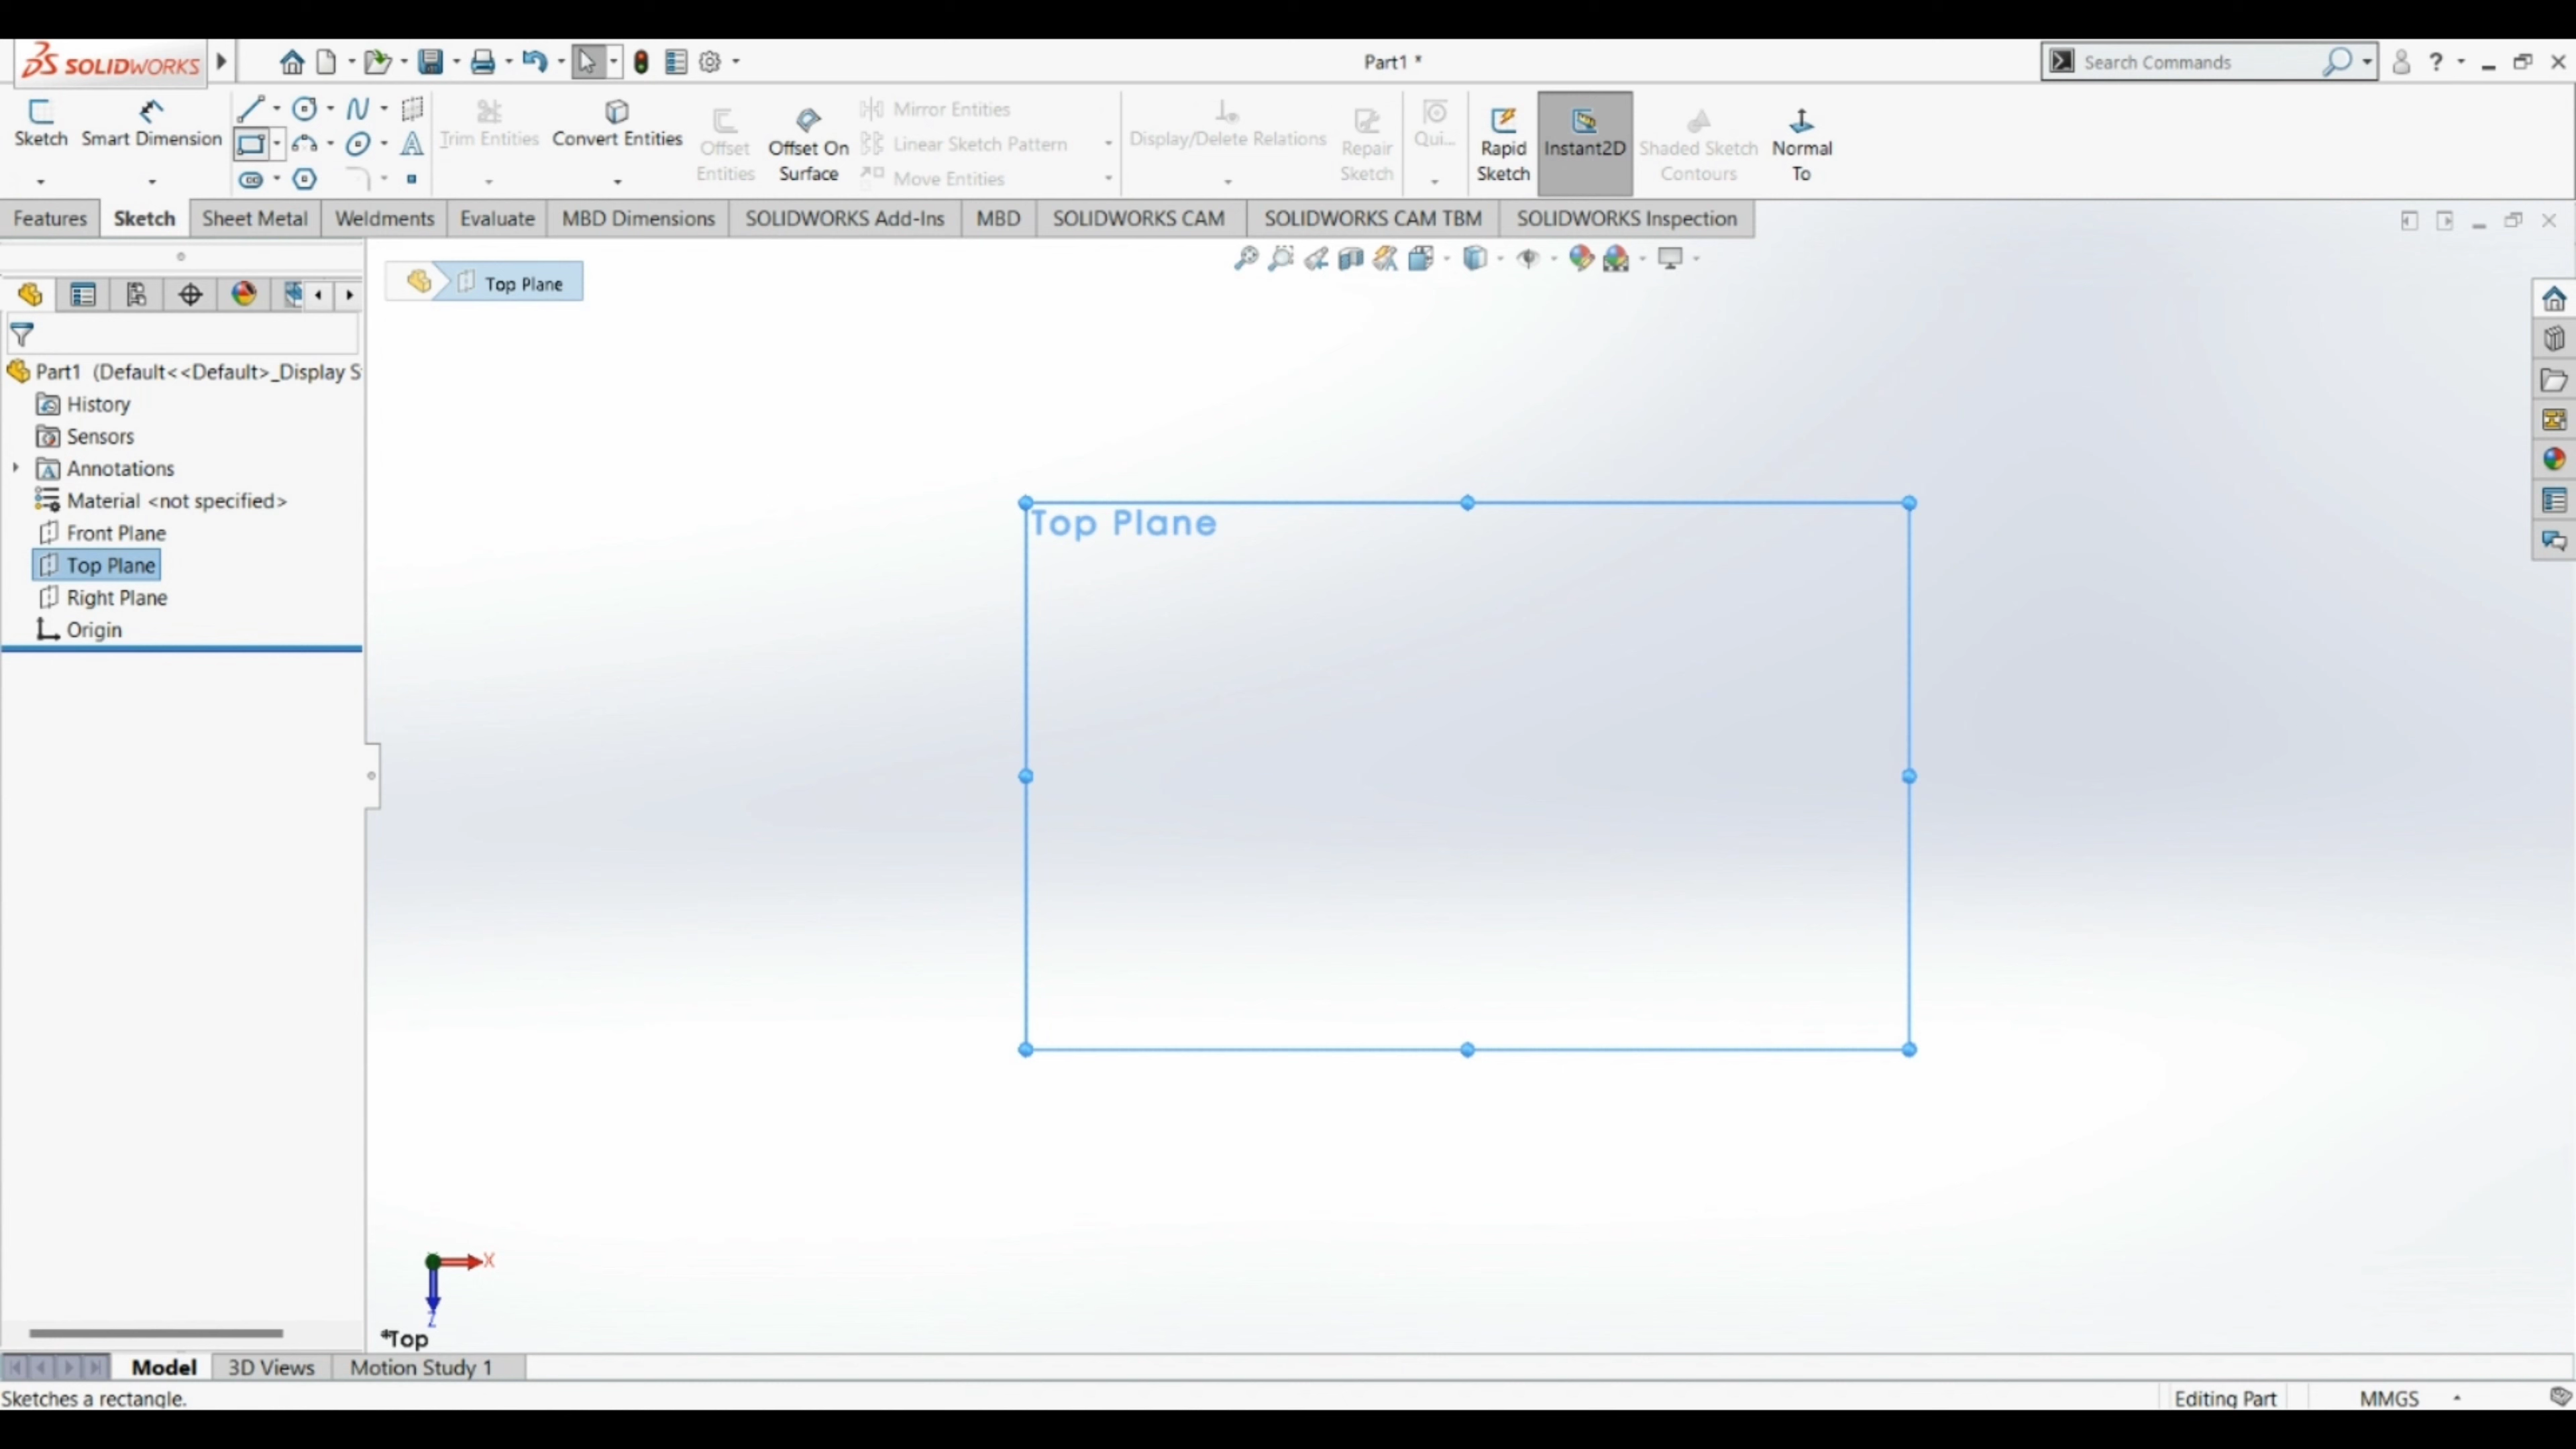 SOLIDWORKS
Part1 *
Search Commands
?
Sketch
Smart Dimension
Trim Entities
Convert Entities
Offset
Entities
Offset On
Surface
Mirror Entities
Linear Sketch Pattern
Move Entities
Display/Delete Relations
Repair
Sketch
Qui...
Rapid
Sketch
Instant2D
Shaded Sketch
Contours
Normal
To
Features
Sketch
Sheet Metal
Weldments
Evaluate
MBD Dimensions
SOLIDWORKS Add-Ins
MBD
SOLIDWORKS CAM
SOLIDWORKS CAM TBM
SOLIDWORKS Inspection
Top Plane
Part1 (Default<<Default>_Display S
History
Sensors
Annotations
Material <not specified>
Front Plane
Top Plane
Right Plane
Origin
Top Plane
X
Z
*Top
Model
3D Views
Motion Study 1
Sketches a rectangle.
Editing Part
MMGS